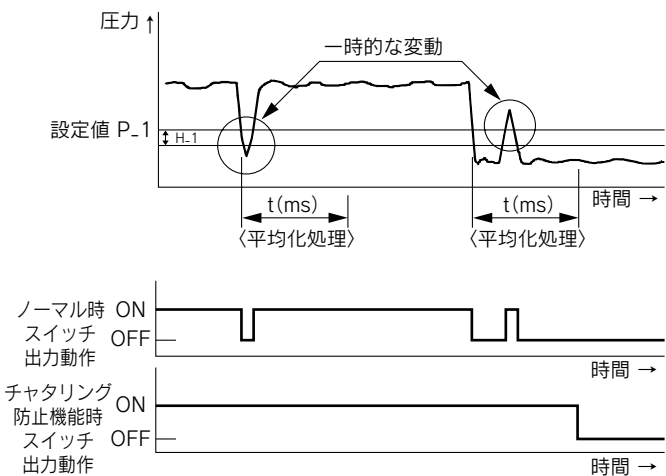 圧力 ↑
一時的な変動
設定値 P-1
H-1
時間 →
t(ms)
t(ms)
〈平均化処理〉
〈平均化処理〉
ノーマル時
スイッチ
出力動作
ON
OFF
時間 →
チャタリング
防止機能時
スイッチ
出力動作
ON
OFF
時間 →